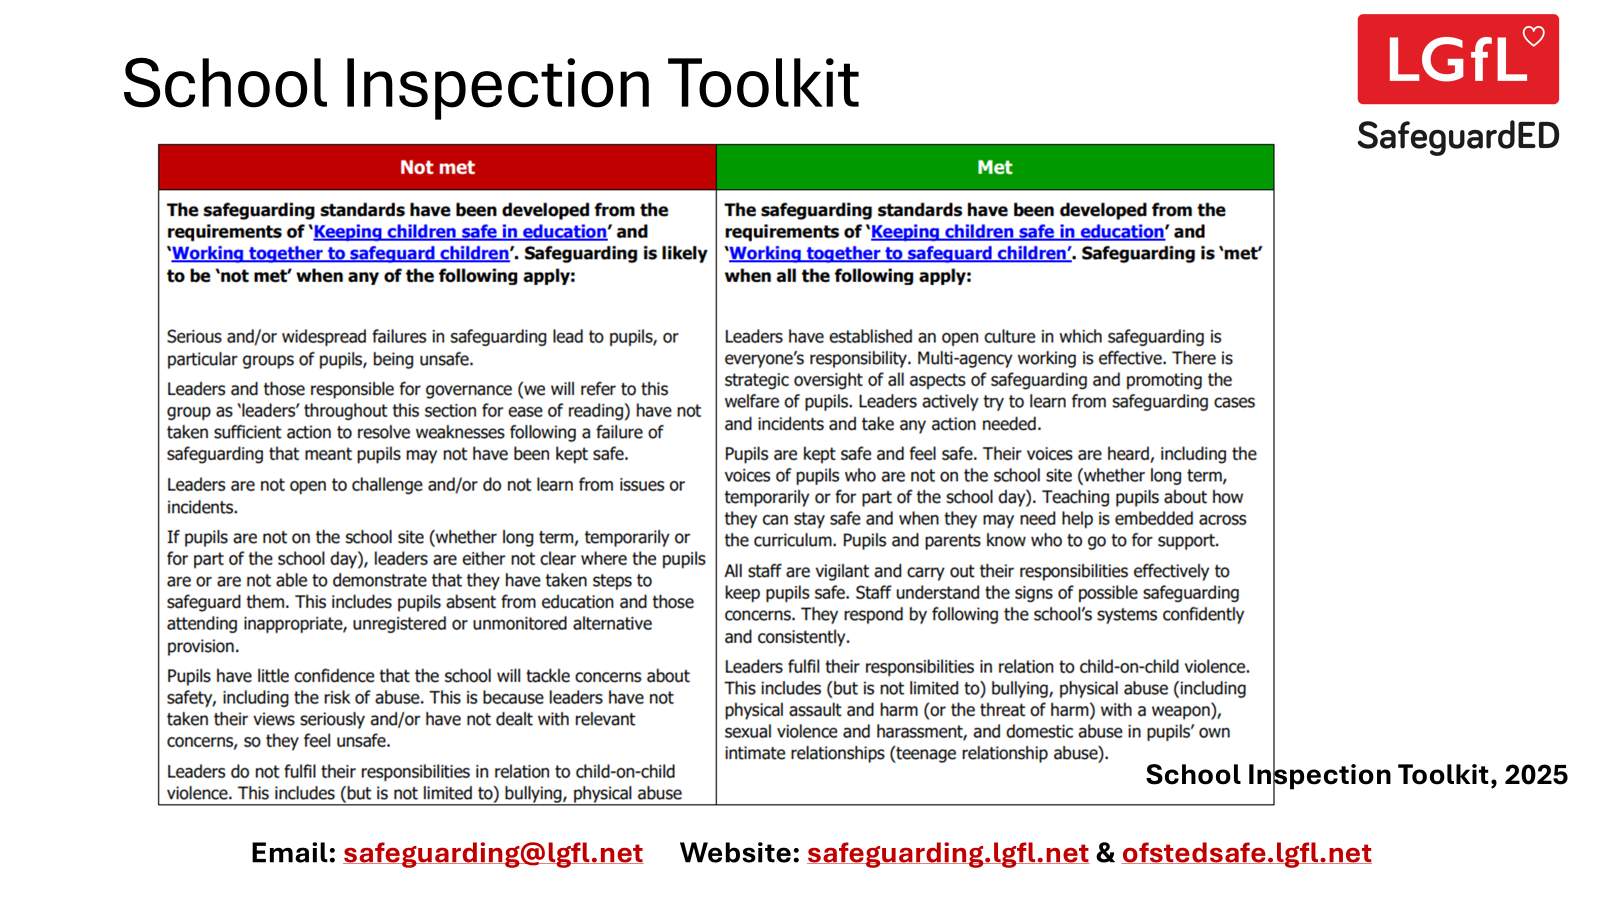 School Inspection Toolkit
LGfL
SafeguardED
Not met
The safeguarding standards have been developed from the
requirements of ‘Keeping children safe in education’ and
‘Working together to safeguard children’. Safeguarding is likely
to be ‘not met’ when any of the following apply:
Serious and/or widespread failures in safeguarding lead to pupils, or
particular groups of pupils, being unsafe.
Leaders and those responsible for governance (we will refer to this
group as ‘leaders’ throughout this section for ease of reading) have not
taken sufficient action to resolve weaknesses following a failure of
safeguarding that meant pupils may not have been kept safe.
Leaders are not open to challenge and/or do not learn from issues or
incidents.
If pupils are not on the school site (whether long term, temporarily or
for part of the school day), leaders are either not clear where the pupils
are or are not able to demonstrate that they have taken steps to
safeguard them. This includes pupils absent from education and those
attending inappropriate, unregistered or unmonitored alternative
provision.
Pupils have little confidence that the school will tackle concerns about
safety, including the risk of abuse. This is because leaders have not
taken their views seriously and/or have not dealt with relevant
concerns, so they feel unsafe.
Leaders do not fulfil their responsibilities in relation to child-on-child
violence. This includes (but is not limited to) bullying, physical abuse
Met
The safeguarding standards have been developed from the
requirements of ‘Keeping children safe in education’ and
‘Working together to safeguard children’. Safeguarding is ‘met’
when all the following apply:
Leaders have established an open culture in which safeguarding is
everyone’s responsibility. Multi-agency working is effective. There is
strategic oversight of all aspects of safeguarding and promoting the
welfare of pupils. Leaders actively try to learn from safeguarding cases
and incidents and take any action needed.
Pupils are kept safe and feel safe. Their voices are heard, including the
voices of pupils who are not on the school site (whether long term,
temporarily or for part of the school day). Teaching pupils about how
they can stay safe and when they may need help is embedded across
the curriculum. Pupils and parents know who to go to for support.
All staff are vigilant and carry out their responsibilities effectively to
keep pupils safe. Staff understand the signs of possible safeguarding
concerns. They respond by following the school’s systems confidently
and consistently.
Leaders fulfil their responsibilities in relation to child-on-child violence.
This includes (but is not limited to) bullying, physical abuse (including
physical assault and harm (or the threat of harm) with a weapon),
sexual violence and harassment, and domestic abuse in pupils’ own
intimate relationships (teenage relationship abuse).
School Inspection Toolkit, 2025
Email: safeguarding@lgfl.net Website: safeguarding.lgfl.net & ofstedsafe.lgfl.net